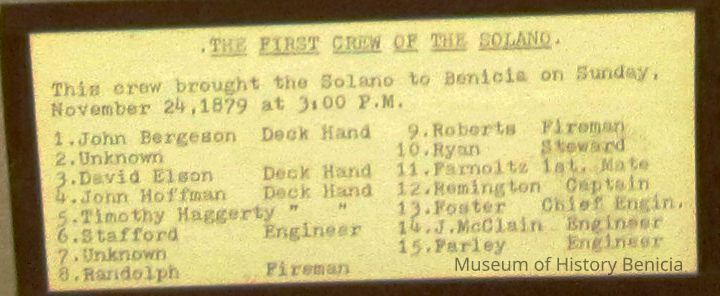 .THE FIRST CREW OF THE SOLANO.
This crew brought the Solano to Benicia on Sunday,
November 24,1879 at 3:00 P.M.
1.John Bergeson Deck Hand
2.Unknown
3.David Elson Deck Hand
4.John Hoffman Deck Hand
5.Timothy Haggerty " "
6.Stafford Engineer
7.Unknown
8.Randolph Fireman
9.Roberts Fireman
10.Ryan Steward
11.Farnoltz 1st. Mate
12.Remington Captain
13.Foster Chief Engin.
14.J.McClain Engineer
15.Farley Engineer
Museum of History Benicia